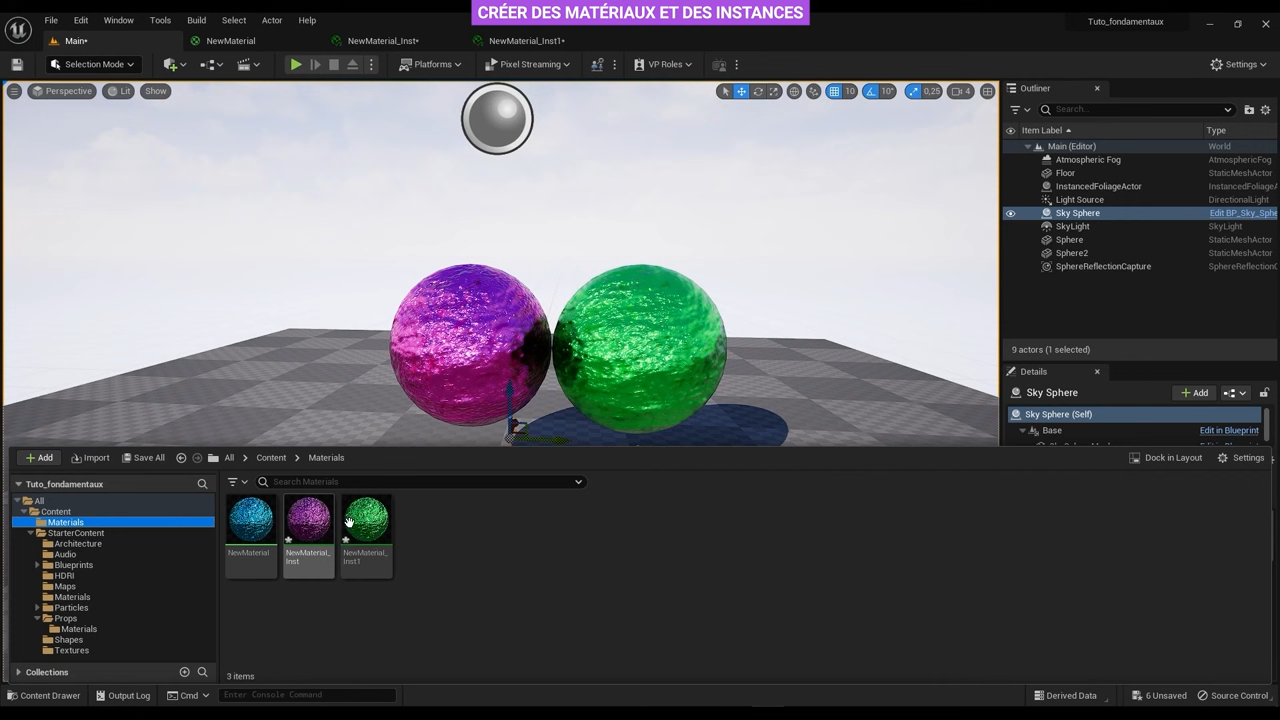 CRÉER DES MATÉRIAUX ET DES INSTANCES
File Edit Window Tools Build Select Actor Help
Tuto_fondamentaux
Main* NewMaterial NewMaterial_Inst* NewMaterial_Inst1*
Selection Mode Platforms Pixel Streaming VP Roles Settings
Perspective Lit Show 10 10° 0,25 4
Outliner
Search...
Item Label Type
Main (Editor) World
Atmospheric Fog AtmosphericFog
Floor StaticMeshActor
InstancedFoliageActor InstancedFoliageA
Light Source DirectionalLight
Sky Sphere Edit BP_Sky_Sphe
SkyLight SkyLight
Sphere StaticMeshActor
Sphere2 StaticMeshActor
SphereReflectionCapture SphereReflectionC
9 actors (1 selected)
Details
Sky Sphere Add
Sky Sphere (Self)
Base Edit in Blueprint
Add Import Save All All Content Materials Dock in Layout Settings
Tuto_fondamentaux
Search Materials
All
Content
Materials
StarterContent
Architecture
Audio
Blueprints
HDRI
Maps
Materials
Particles
Props
Materials
Shapes
Textures
NewMaterial
NewMaterial_
Inst
NewMaterial_
Inst1
Collections
3 items
Content Drawer Output Log Cmd Enter Console Command Derived Data 6 Unsaved Source Control